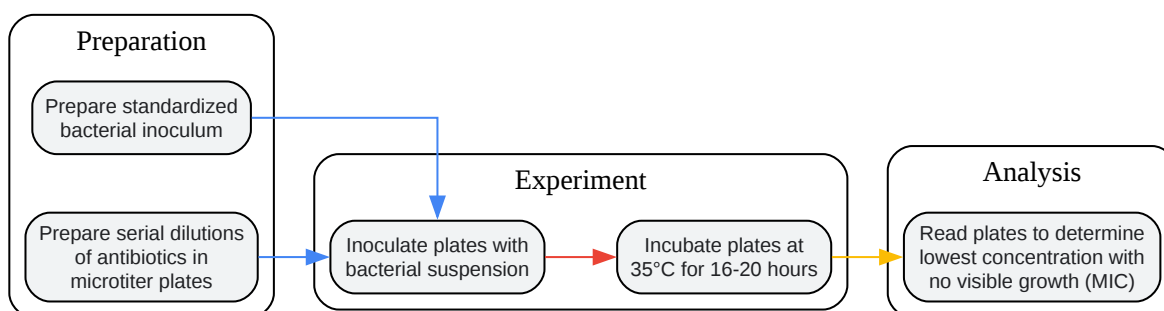 Preparation
Prepare standardized
bacterial inoculum
Prepare serial dilutions
of antibiotics in
microtiter plates
Experiment
Inoculate plates with
bacterial suspension
Incubate plates at
35°C for 16-20 hours
Analysis
Read plates to determine
lowest concentration with
no visible growth (MIC)